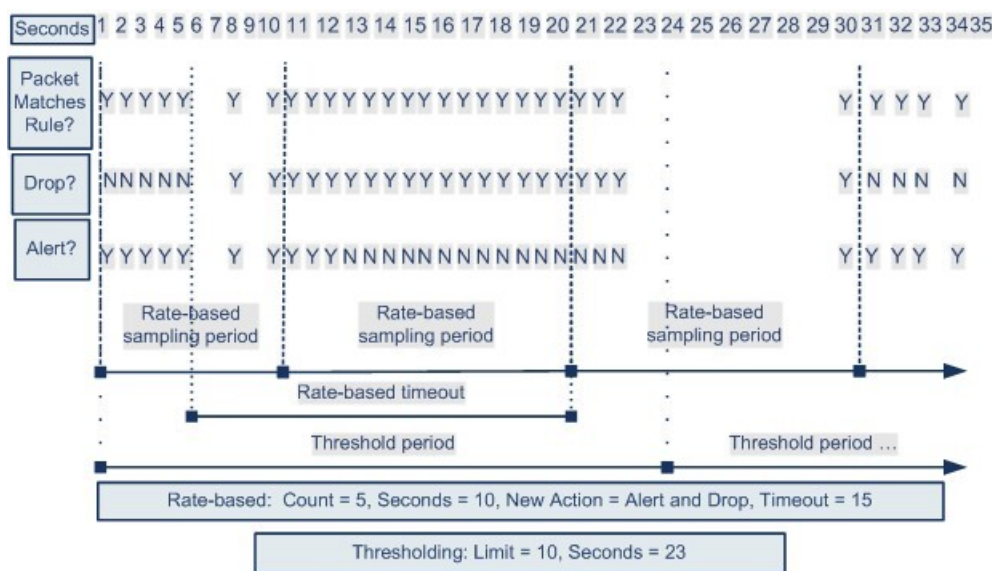 Seconds 1 2 3 4 5 6 8 9 10 11 12 13 14 15 16 17 18 19 20 21 22 23 24 25 26 27 28 29 30 31 32 33 34 35
Packet
Matches
Rule?
Y Y Y Y Y Y Y Y Y Y Y Y Y Y Y Y Y Y Y Y Y Y Y Y Y Y Y Y Y Y
Drop? N N N N N Y Y Y Y Y Y Y Y Y Y Y Y Y Y Y Y Y Y Y Y Y N N N N
Alert? Y Y Y Y Y Y Y Y Y Y N N N N N N N N N N N N N N N Y Y Y Y Y
Rate-based
sampling period
Rate-based
sampling period
Rate-based
sampling period
Rate-based timeout
Threshold period
Threshold period ...
Rate-based: Count = 5, Seconds = 10, New Action = Alert and Drop, Timeout = 15
Thresholding: Limit = 10, Seconds = 23